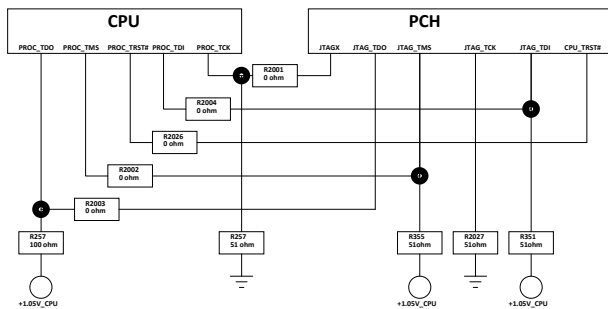 CPU
PCH
PROC_TDO PROC_TMS PROC_TRST# PROC_TDI PROC_TCK
JTAGX JTAG_TDO JTAG_TMS JTAG_TCK JTAG_TDI CPU_TRST#
R2001
0 ohm
R2004
0 ohm
R2026
0 ohm
R2002
0 ohm
R2003
0 ohm
R257
100 ohm
R257
51 ohm
R355
51ohm
R2027
51ohm
R351
51ohm
+1.05V_CPU
+1.05V_CPU
+1.05V_CPU